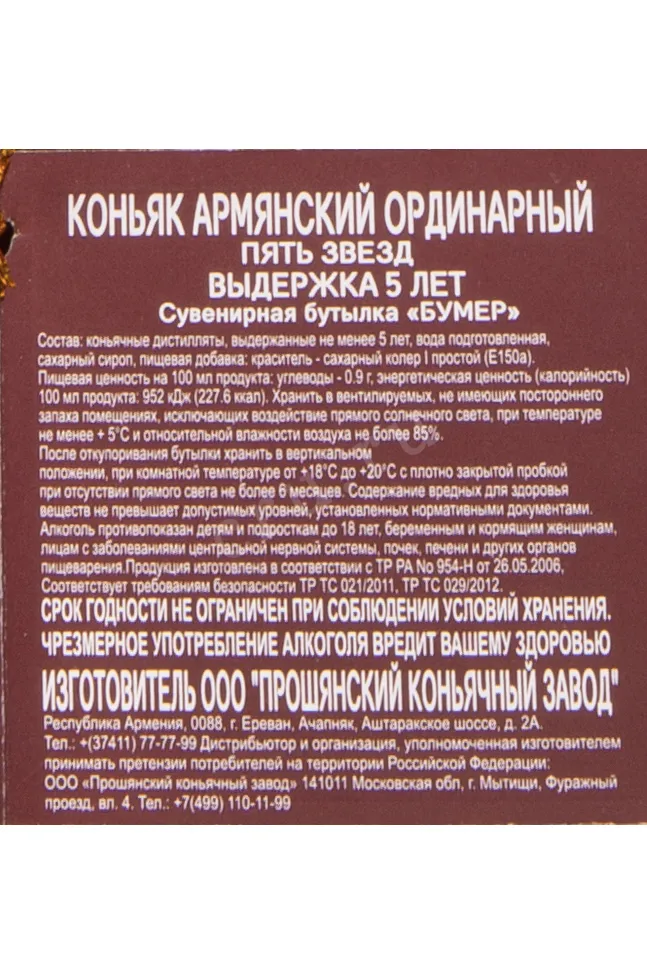 КОНЬЯК АРМЯНСКИЙ ОРДИНАРНЫЙ
ПЯТЬ ЗВЕЗД
ВЫДЕРЖКА 5 ЛЕТ
Сувенирная бутылка «БУМЕР»
Состав: коньячные дистилляты, выдержанные не менее 5 лет, вода подготовленная,
сахарный сироп, пищевая добавка: краситель - сахарный колер I простой (Е150а).
Пищевая ценность на 100 мл продукта: углеводы - 0.9 г, энергетическая ценность (калорийность)
100 мл продукта: 952 кДж (227.6 ккал). Хранить в вентилируемых, не имеющих постороннего
запаха помещениях, исключающих воздействие прямого солнечного света, при температуре
не менее + 5°С и относительной влажности воздуха не более 85%.
После откупоривания бутылки хранить в вертикальном
положении, при комнатной температуре от +18°С до +20°С с плотно закрытой пробкой
при отсутствии прямого света не более 6 месяцев. Содержание вредных для здоровья
веществ не превышает допустимых уровней, установленных нормативными документами.
Алкоголь противопоказан детям и подросткам до 18 лет, беременным и кормящим женщинам,
лицам с заболеваниями центральной нервной системы, почек, печени и других органов
пищеварения.Продукция изготовлена в соответствии с ТР РА No 954-Н от 26.05.2006,
Соответствует требованиям безопасности ТР ТС 021/2011, ТР ТС 029/2012.
СРОК ГОДНОСТИ НЕ ОГРАНИЧЕН ПРИ СОБЛЮДЕНИИ УСЛОВИЙ ХРАНЕНИЯ.
ЧРЕЗМЕРНОЕ УПОТРЕБЛЕНИЕ АЛКОГОЛЯ ВРЕДИТ ВАШЕМУ ЗДОРОВЬЮ
ИЗГОТОВИТЕЛЬ ООО "ПРОШЯНСКИЙ КОНЬЯЧНЫЙ ЗАВОД"
Республика Армения, 0088, г. Ереван, Ачапняк, Аштаракское шоссе, д. 2А.
Тел.: +(37411) 77-77-99 Дистрибьютор и организация, уполномоченная изготовителем
принимать претензии потребителей на территории Российской Федерации:
ООО «Прошянский коньячный завод» 141011 Московская обл, г. Мытищи, Фуражный
проезд, вл. 4. Тел.: +7(499) 110-11-99